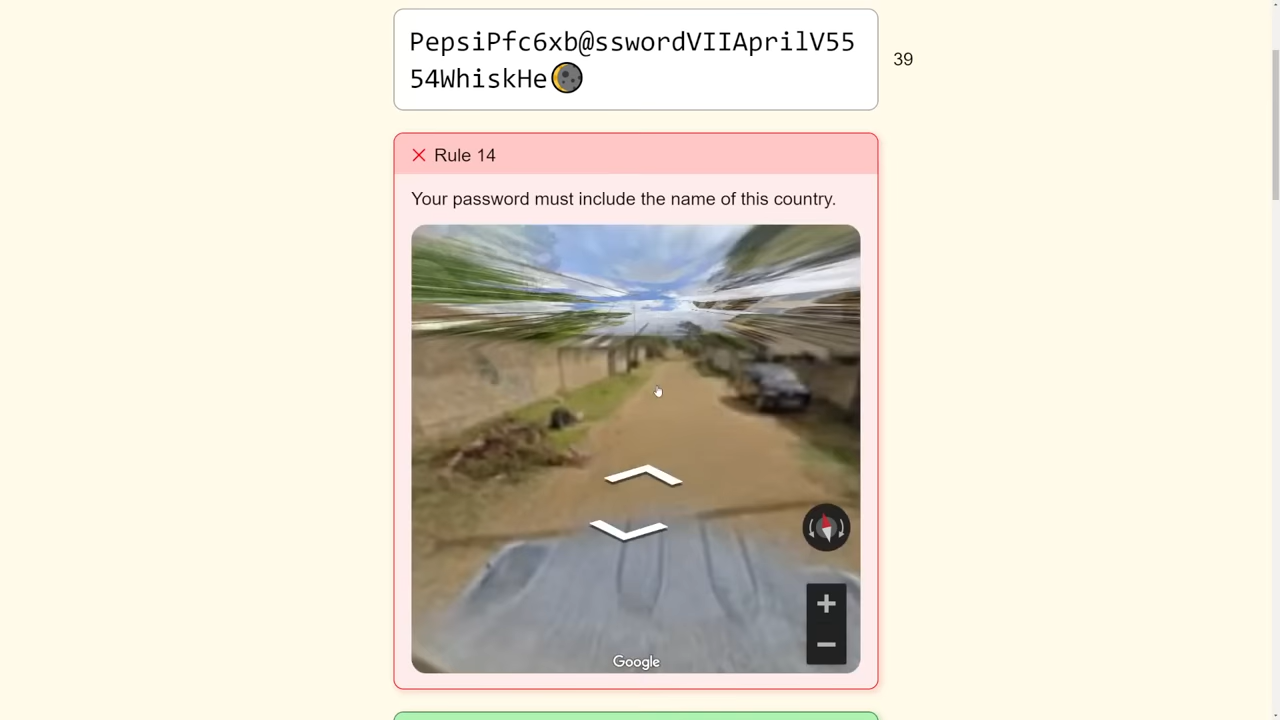 PepsiPfc6xb@sswordVIIAprilV55
54WhiskHe🌘
39
Rule 14
Your password must include the name of this country.
Google